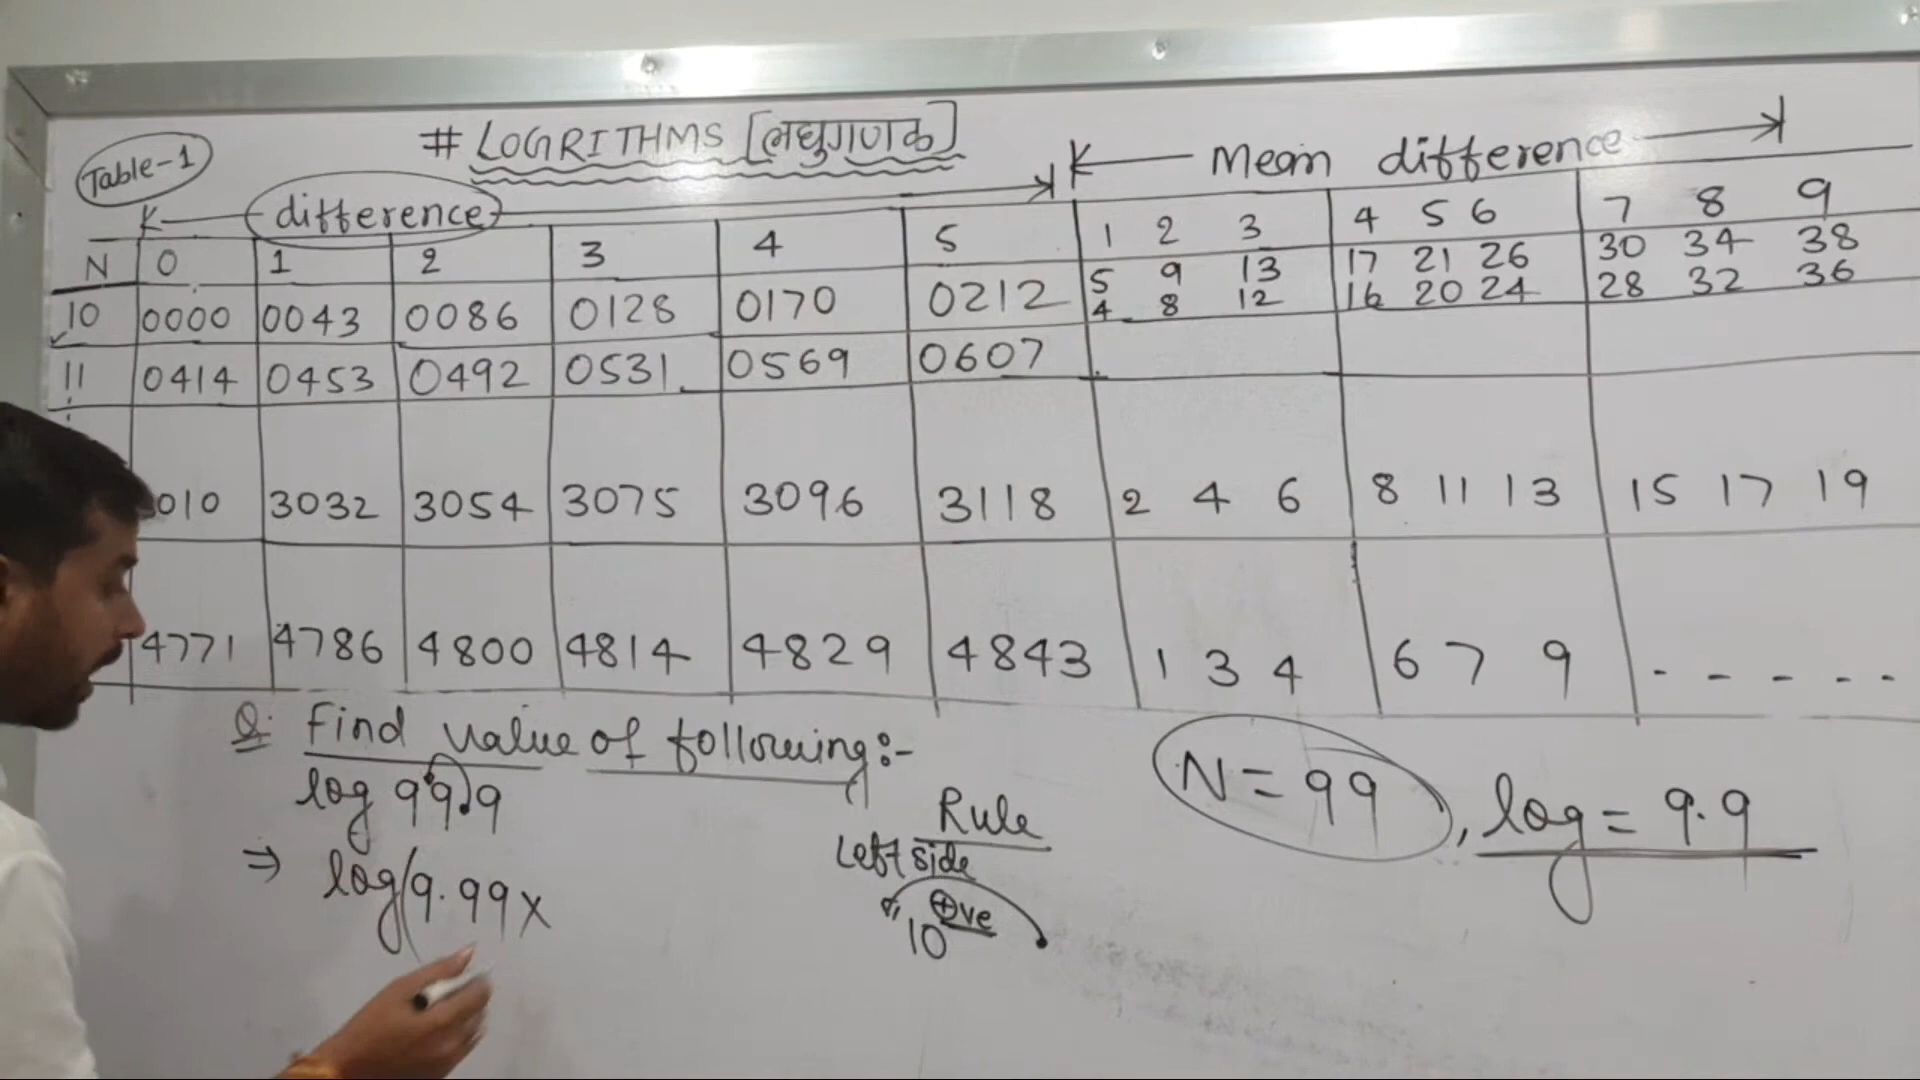 # LOGRITHMS [लघुगणक]
Table-1
difference
Mean difference
N 0 1 2 3 4 5 1 2 3 4 5 6 7 8 9
10 0000 0043 0086 0128 0170 0212 5 9 13 17 21 26 30 34 38
4 8 12 16 20 24 28 32 36
11 0414 0453 0492 0531 0569 0607
3010 3032 3054 3075 3096 3118 2 4 6 8 11 13 15 17 19
4771 4786 4800 4814 4829 4843 1 3 4 6 7 9 - - - - -
Q: Find value of following:-
log 99.9
⇒ log(9.99x
Rule
Left side
10 ⊕ve
N = 99, log = 9.9